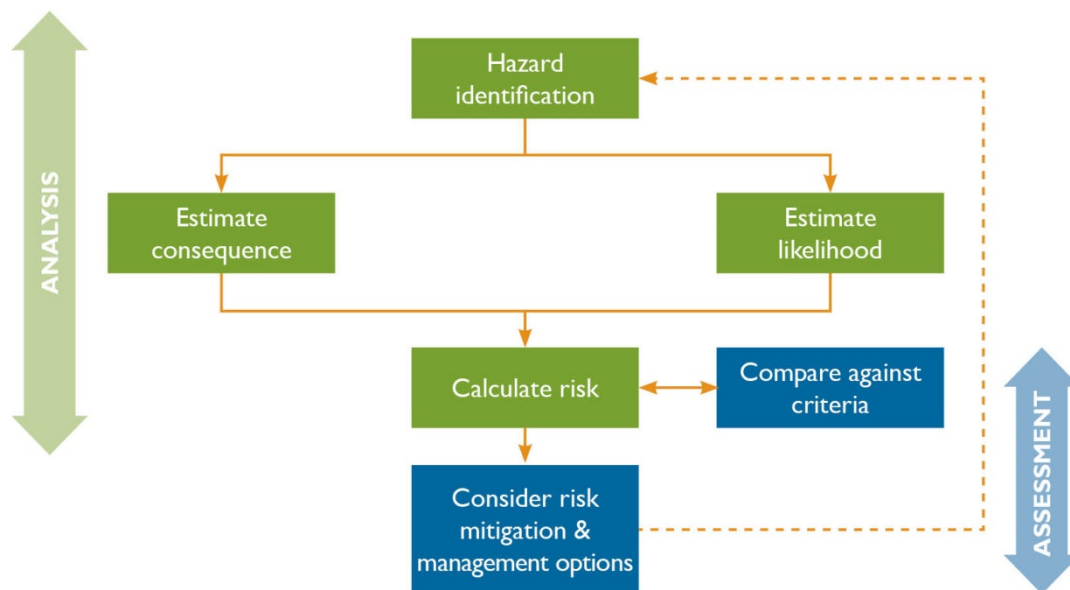 Hazard
identification
ANALYSIS
Estimate
consequence
Estimate
likelihood
Calculate risk
Compare against
criteria
ASSESSMENT
Consider risk
mitigation &
management options